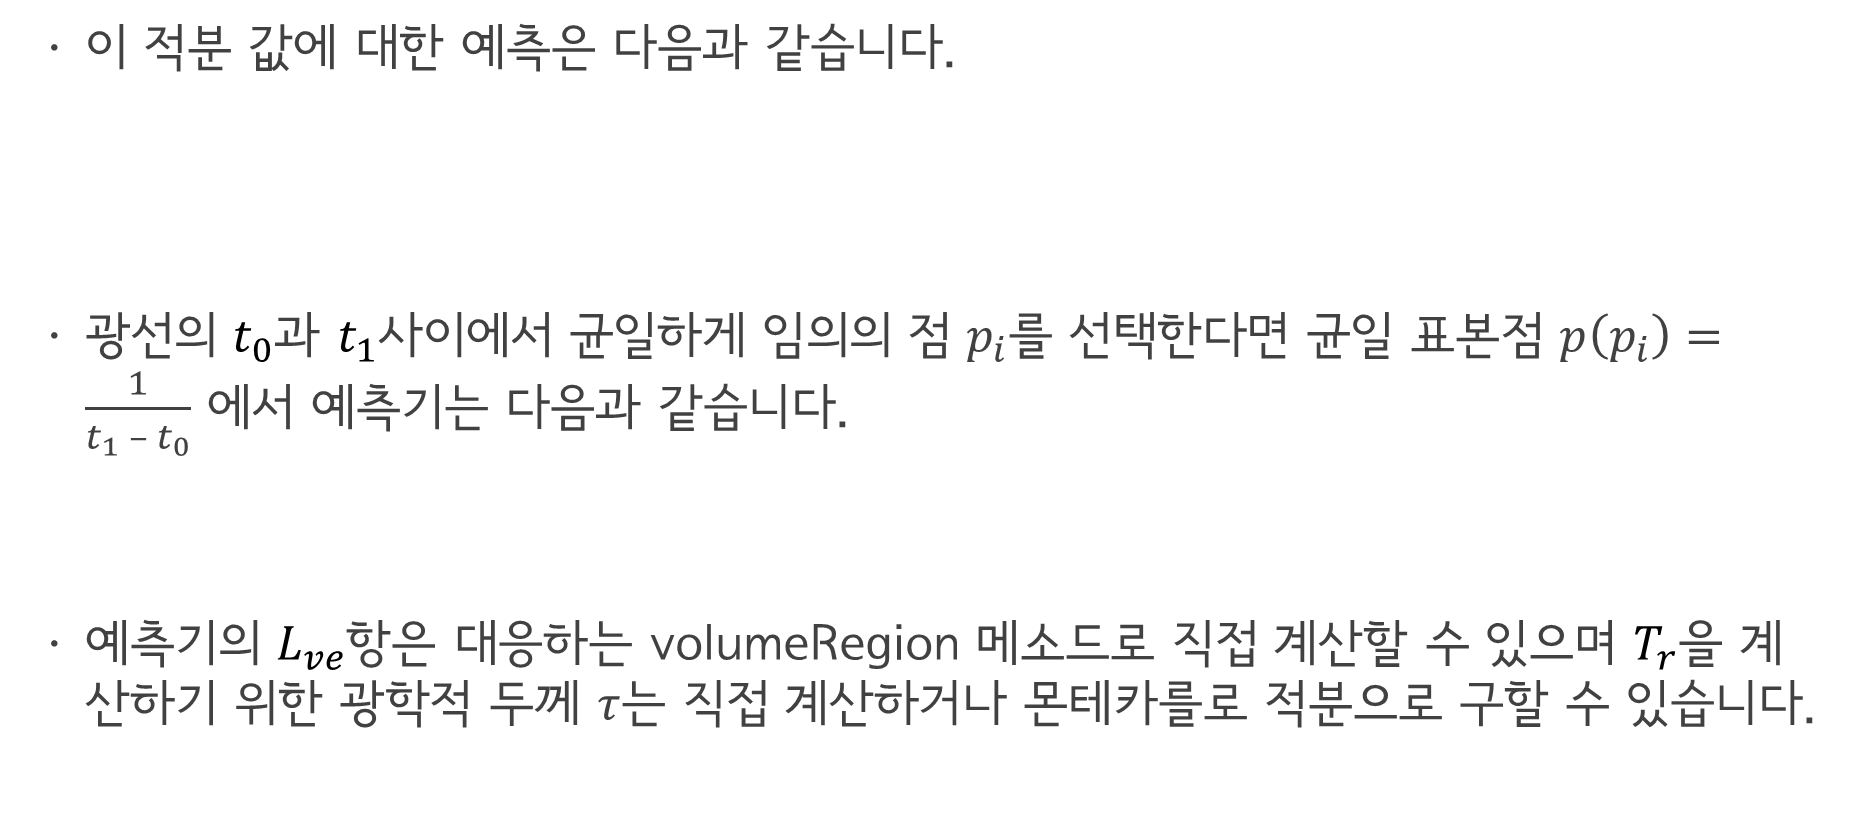 · 이 적분 값에 대한 예측은 다음과 같습니다.
· 광선의 t₀과 t₁사이에서 균일하게 임의의 점 pᵢ를 선택한다면 균일 표본점 p(pᵢ) =
1/(t₁ − t₀) 에서 예측기는 다음과 같습니다.
· 예측기의 L_ve항은 대응하는 volumeRegion 메소드로 직접 계산할 수 있으며 T_r을 계
산하기 위한 광학적 두께 τ는 직접 계산하거나 몬테카를로 적분으로 구할 수 있습니다.